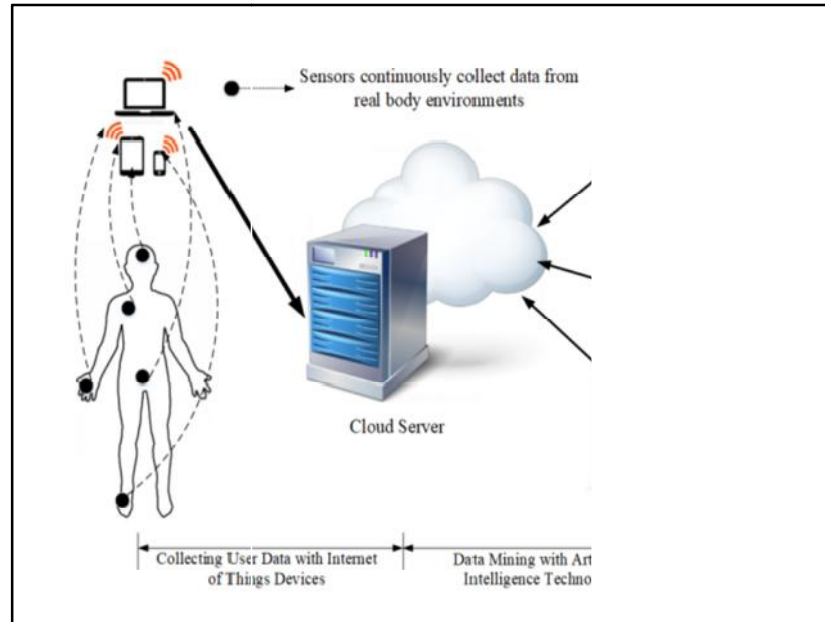 Sensors continuously collect data from
real body environments
Cloud Server
Collecting User Data with Internet
of Things Devices
Data Mining with Art
Intelligence Techno